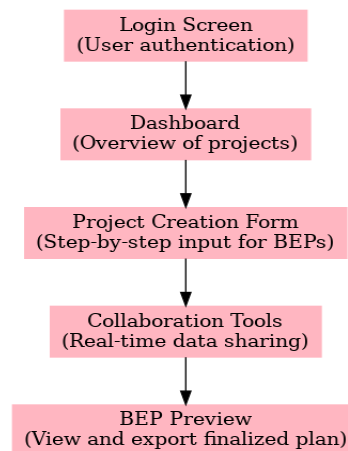 Login Screen
(User authentication)
Dashboard
(Overview of projects)
Project Creation Form
(Step-by-step input for BEPs)
Collaboration Tools
(Real-time data sharing)
BEP Preview
(View and export finalized plan)